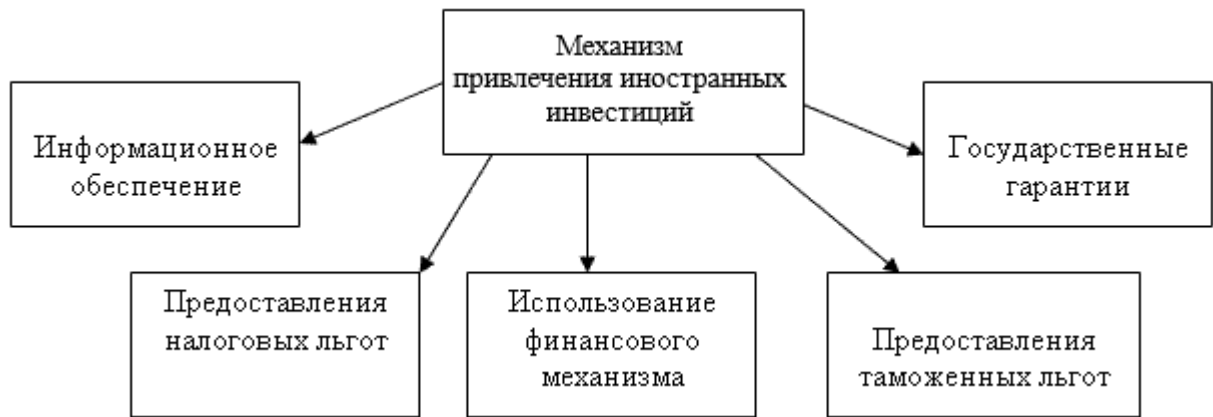 Механизм
привлечения иностранных
инвестиций
Информационное
обеспечение
Государственные
гарантии
Предоставления
налоговых льгот
Использование
финансового
механизма
Предоставления
таможенных льгот